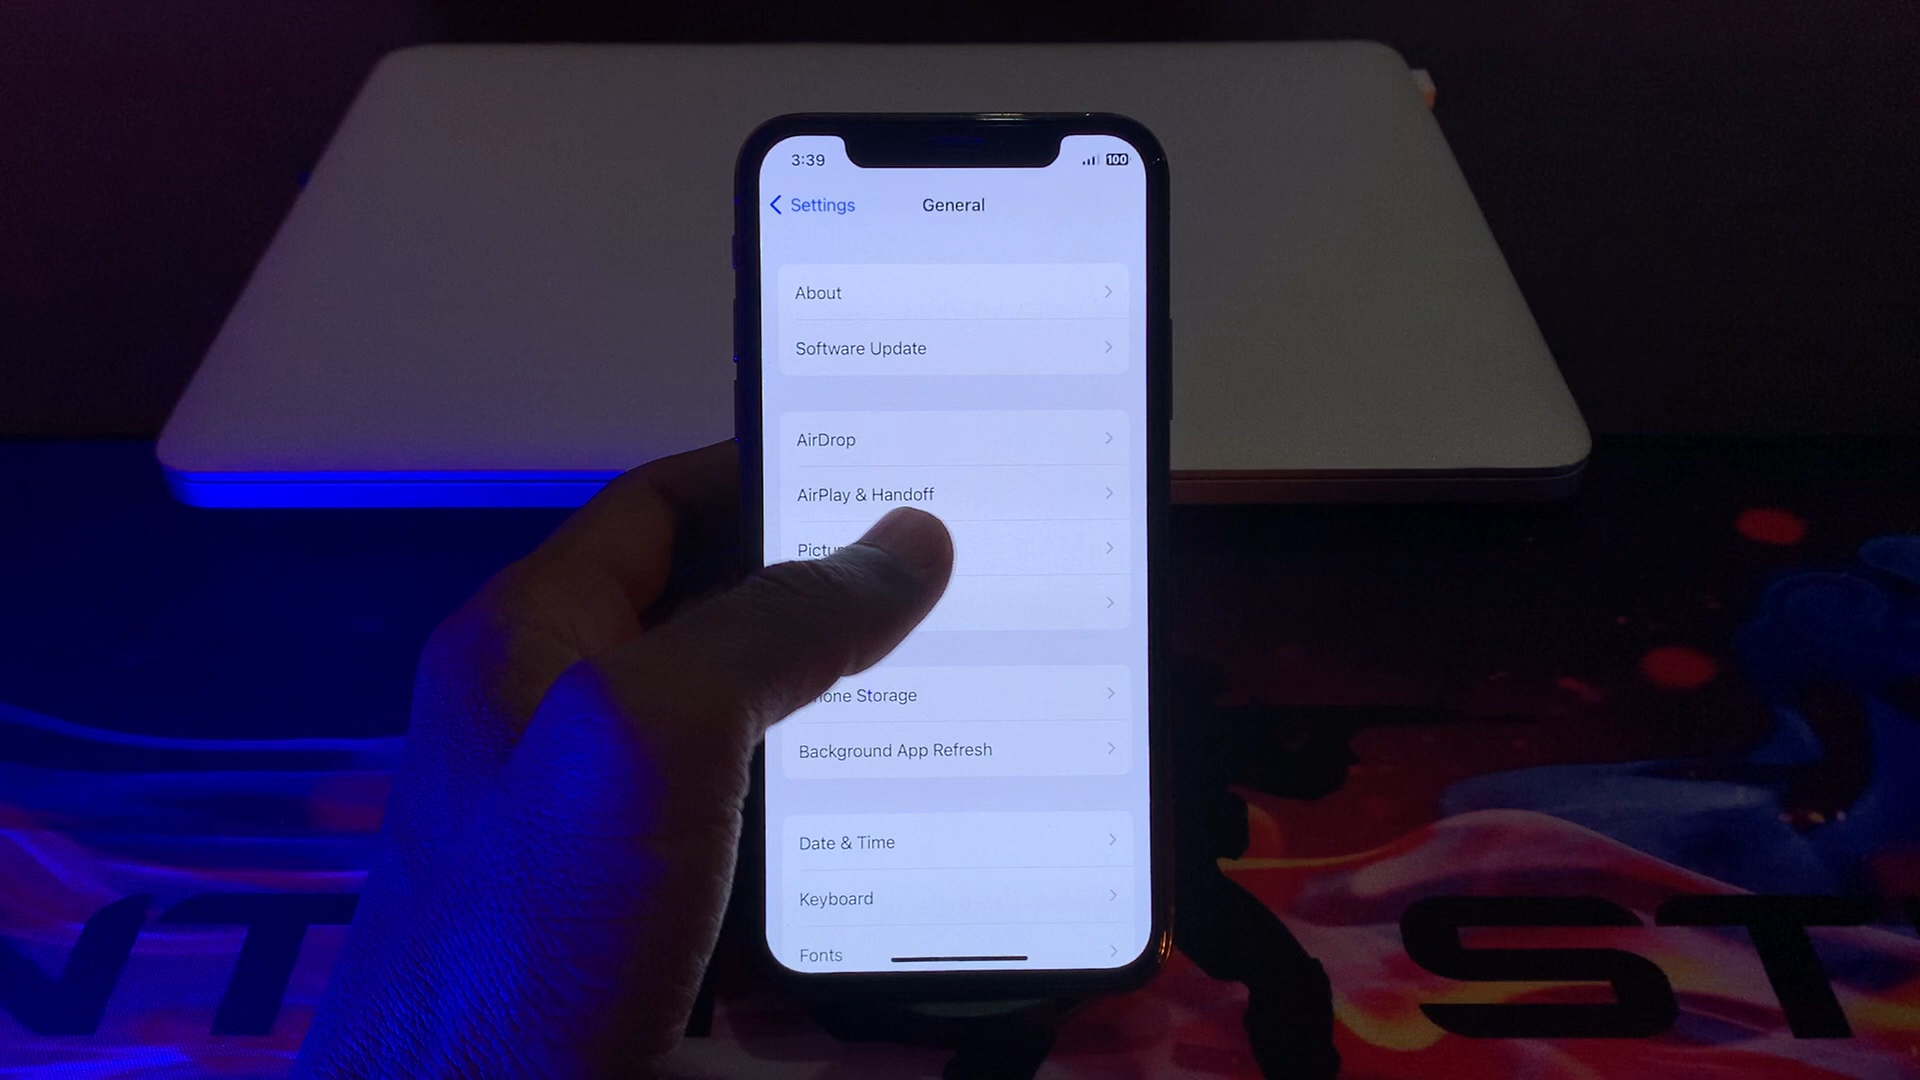 3:39
100
Settings
General
About
Software Update
AirDrop
AirPlay & Handoff
Storage
Background App Refresh
Date & Time
Keyboard
Fonts
ST